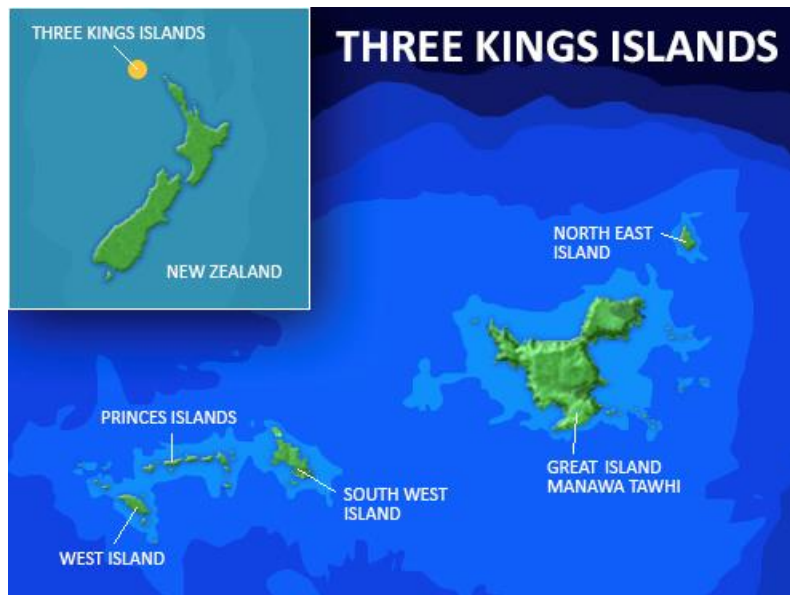 THREE KINGS ISLANDS
THREE KINGS ISLANDS
NEW ZEALAND
NORTH EAST
ISLAND
PRINCES ISLANDS
GREAT ISLAND
MANAWA TAWHI
SOUTH WEST
ISLAND
WEST ISLAND